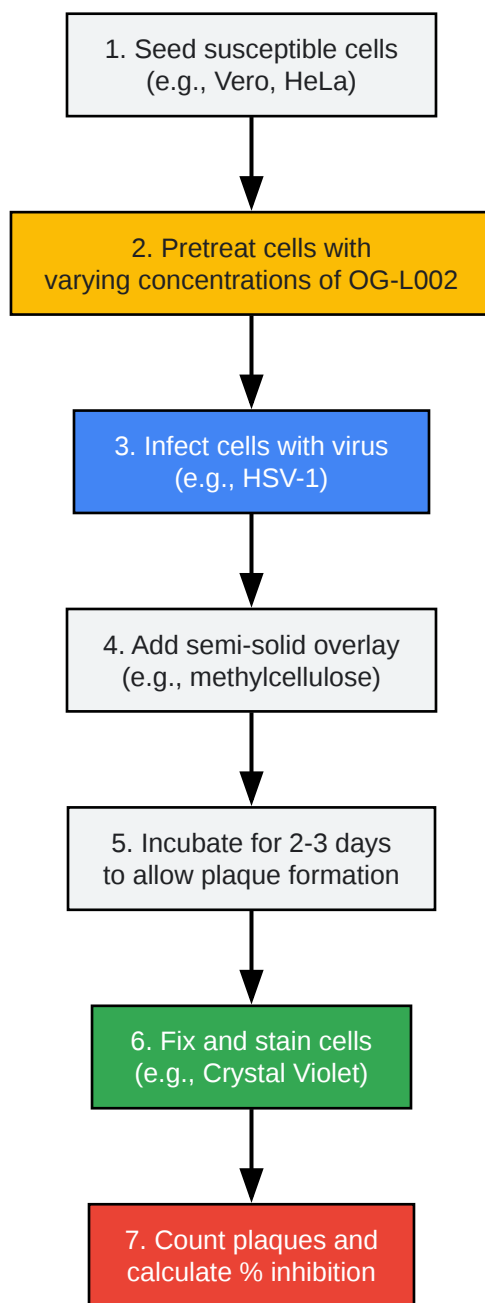 1. Seed susceptible cells
(e.g., Vero, HeLa)
2. Pretreat cells with
varying concentrations of OG-L002
3. Infect cells with virus
(e.g., HSV-1)
4. Add semi-solid overlay
(e.g., methylcellulose)
5. Incubate for 2-3 days
to allow plaque formation
6. Fix and stain cells
(e.g., Crystal Violet)
7. Count plaques and
calculate % inhibition